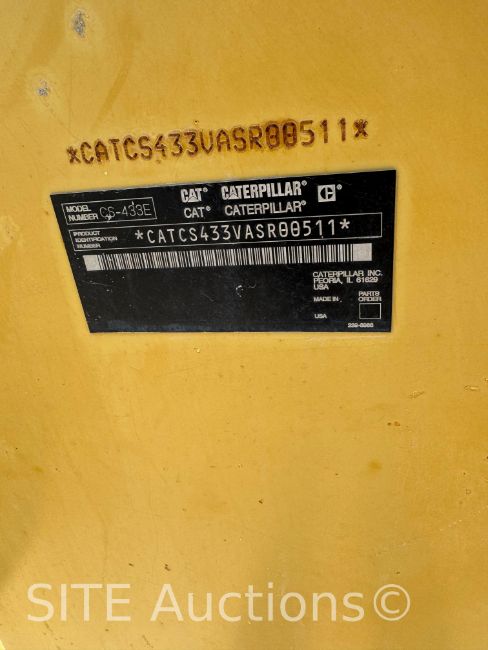 *CATCS433VASR00511*
MODEL NUMBER CS-433E
CAT® CATERPILLAR®
CAT® CATERPILLAR®
PRODUCT IDENTIFICATION NUMBER
*CATCS433VASR00511*
CATERPILLAR INC.
PEORIA, IL 61629
USA
MADE IN
PARTS ORDER
USA
SITE Auctions©